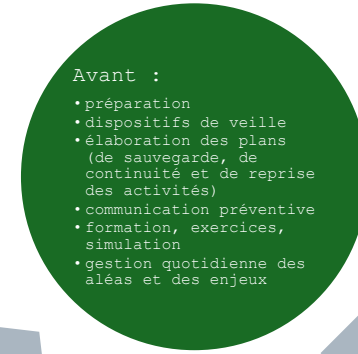 Avant :
• préparation
• dispositifs de veille
• élaboration des plans
(de sauvegarde, de
continuité et de reprise
des activités)
• communication préventive
• formation, exercices,
simulation
• gestion quotidienne des
aléas et des enjeux